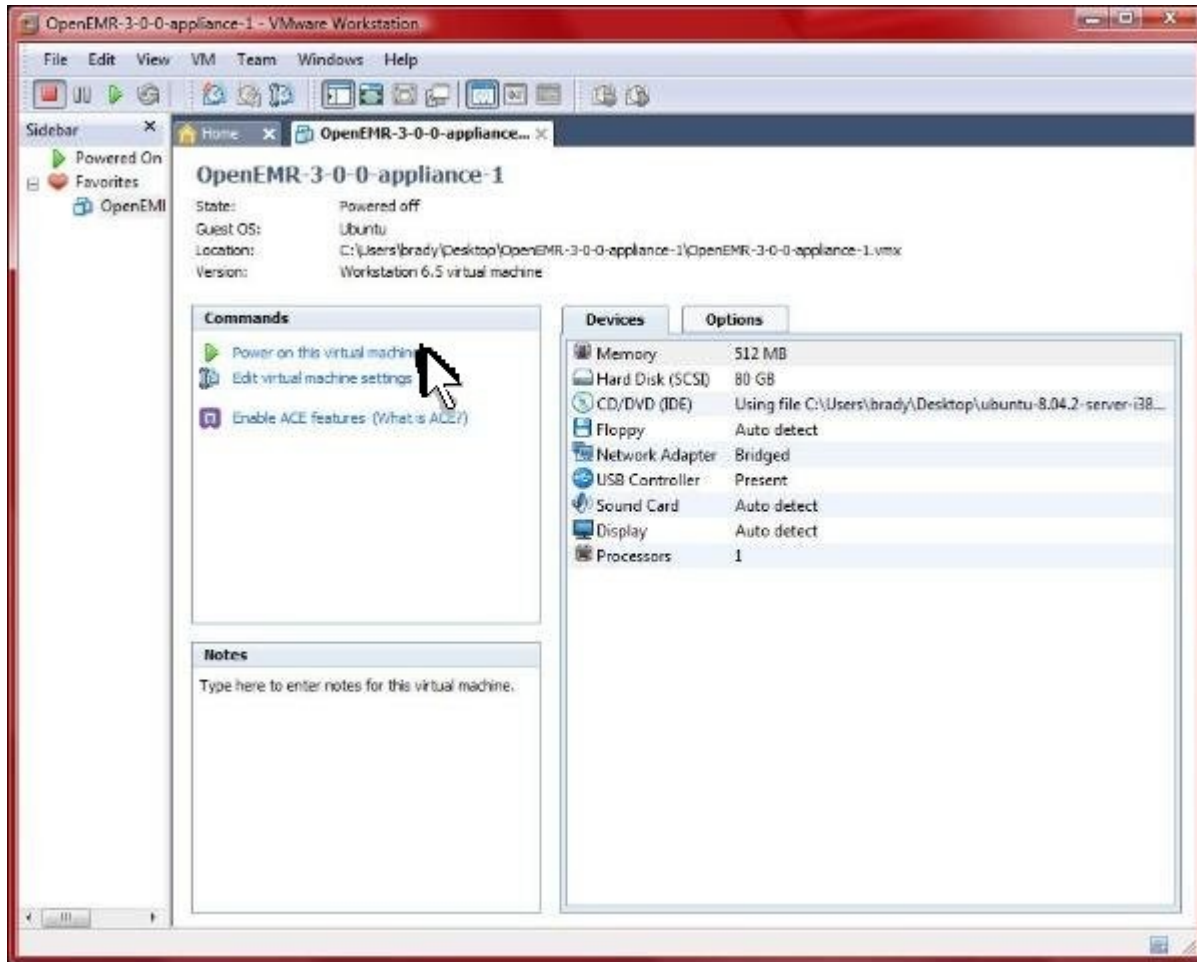 OpenEMR-3-0-0-appliance-1 - VMware Workstation
File Edit View VM Team Windows Help
Sidebar
Powered On
Favorites
OpenEMI
Home
OpenEMR-3-0-0-appliance...
OpenEMR-3-0-0-appliance-1
State: Powered off
Guest OS: Ubuntu
Location: C:\Users\brady\Desktop\OpenEMR-3-0-0-appliance-1\OpenEMR-3-0-0-appliance-1.vmx
Version: Workstation 6.5 virtual machine
Commands
Power on this virtual machine
Edit virtual machine settings
Enable ACE features (What is ACE?)
Devices Options
Memory 512 MB
Hard Disk (SCSI) 80 GB
CD/DVD (IDE) Using file C:\Users\brady\Desktop\ubuntu-8.04.2-server-i38...
Floppy Auto detect
Network Adapter Bridged
USB Controller Present
Sound Card Auto detect
Display Auto detect
Processors 1
Notes
Type here to enter notes for this virtual machine.